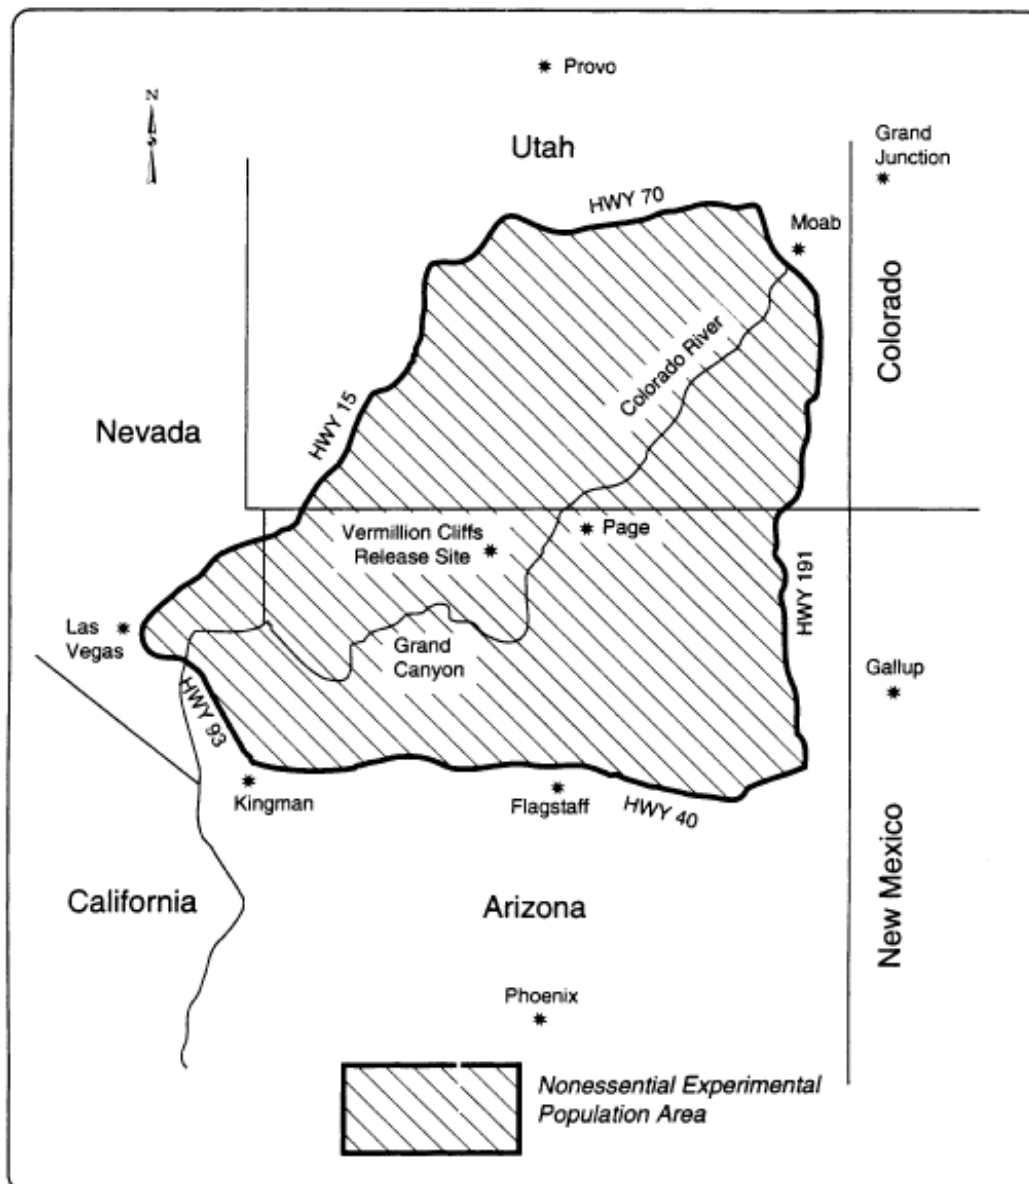 N
S
Provo
Utah
Grand
Junction
HWY 70
Moab
Colorado
Colorado River
HWY 15
Nevada
Vermillion Cliffs
Release Site
Page
HWY 191
Las
Vegas
Grand
Canyon
Gallup
HWY 93
Kingman
Flagstaff
HWY 40
California
Arizona
New Mexico
Phoenix
Nonessential Experimental
Population Area